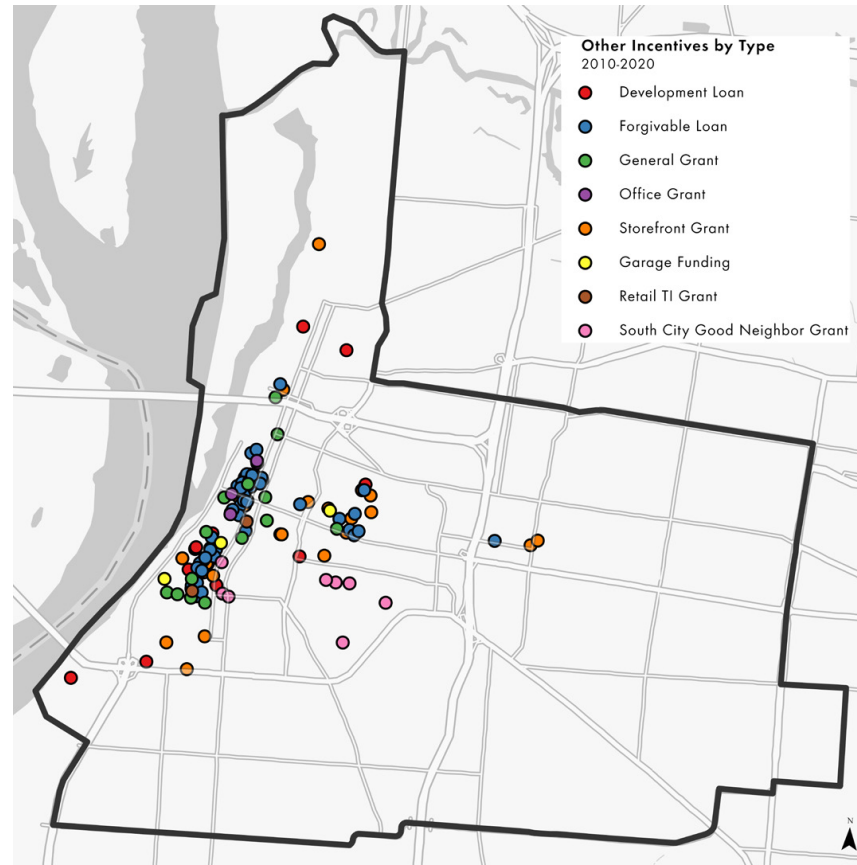 Other Incentives by Type
2010-2020
Development Loan
Forgivable Loan
General Grant
Office Grant
Storefront Grant
Garage Funding
Retail TI Grant
South City Good Neighbor Grant
N